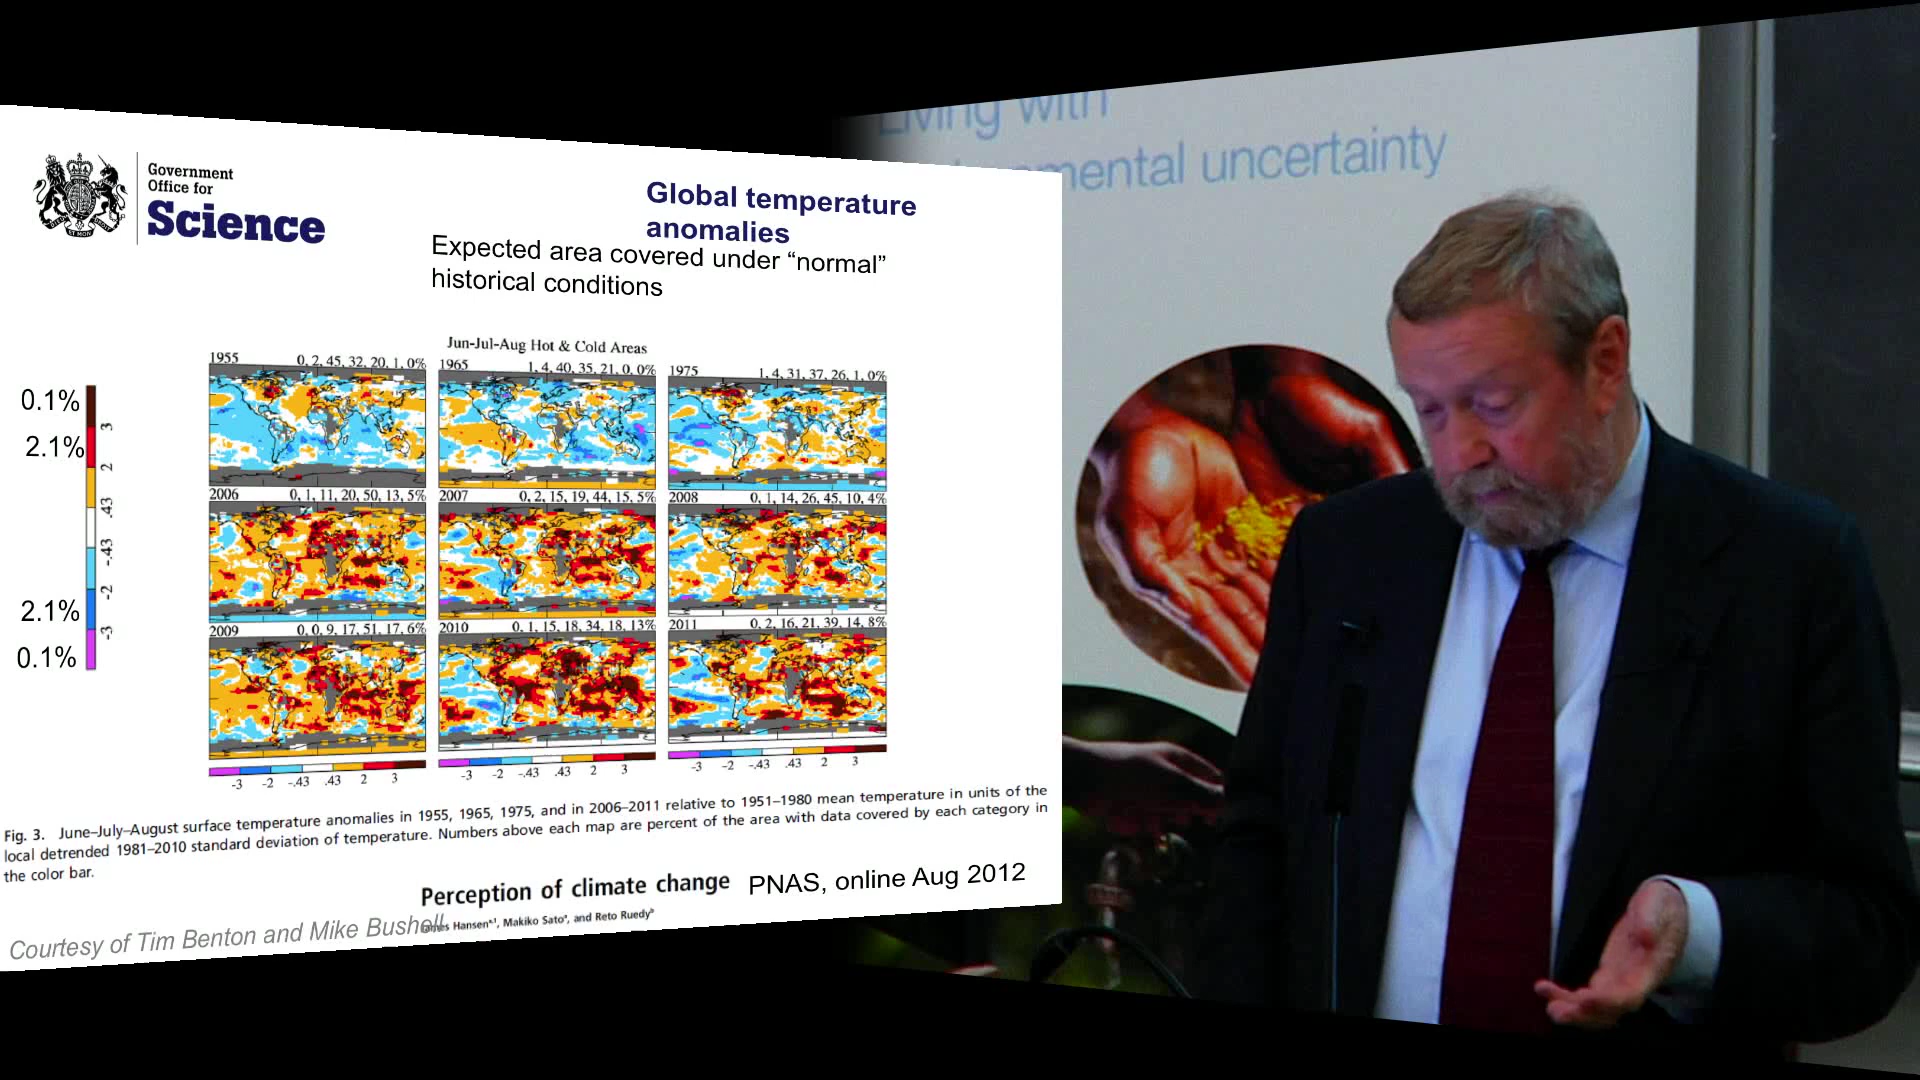 Government
Office for
Science
Global temperature
anomalies
Expected area covered under “normal”
historical conditions
Jun-Jul-Aug Hot & Cold Areas
1955 0, 2, 45, 32, 20, 1, 0%
1965 1, 4, 40, 35, 21, 0, 0%
1975 1, 4, 31, 37, 26, 1, 0%
2006 0, 1, 11, 20, 50, 13, 5%
2007 0, 2, 15, 19, 44, 15, 5%
2008 0, 1, 14, 26, 45, 10, 4%
2009 0, 0, 9, 17, 51, 17, 6%
2010 0, 1, 15, 18, 34, 18, 13%
2011 0, 2, 16, 21, 39, 14, 8%
0.1%
2.1%
2.1%
0.1%
3
2
.43
-.43
-2
-3
-3 -2 -.43 .43 2 3
-3 -2 -.43 .43 2 3
-3 -2 -.43 .43 2 3
Fig. 3. June–July–August surface temperature anomalies in 1955, 1965, 1975, and in 2006–2011 relative to 1951–1980 mean temperature in units of the
local detrended 1981–2010 standard deviation of temperature. Numbers above each map are percent of the area with data covered by each category in
the color bar.
Perception of climate change PNAS, online Aug 2012
Hansen, Makiko Sato, and Reto Ruedy
Courtesy of Tim Benton and Mike Bushell
Living with
mental uncertainty